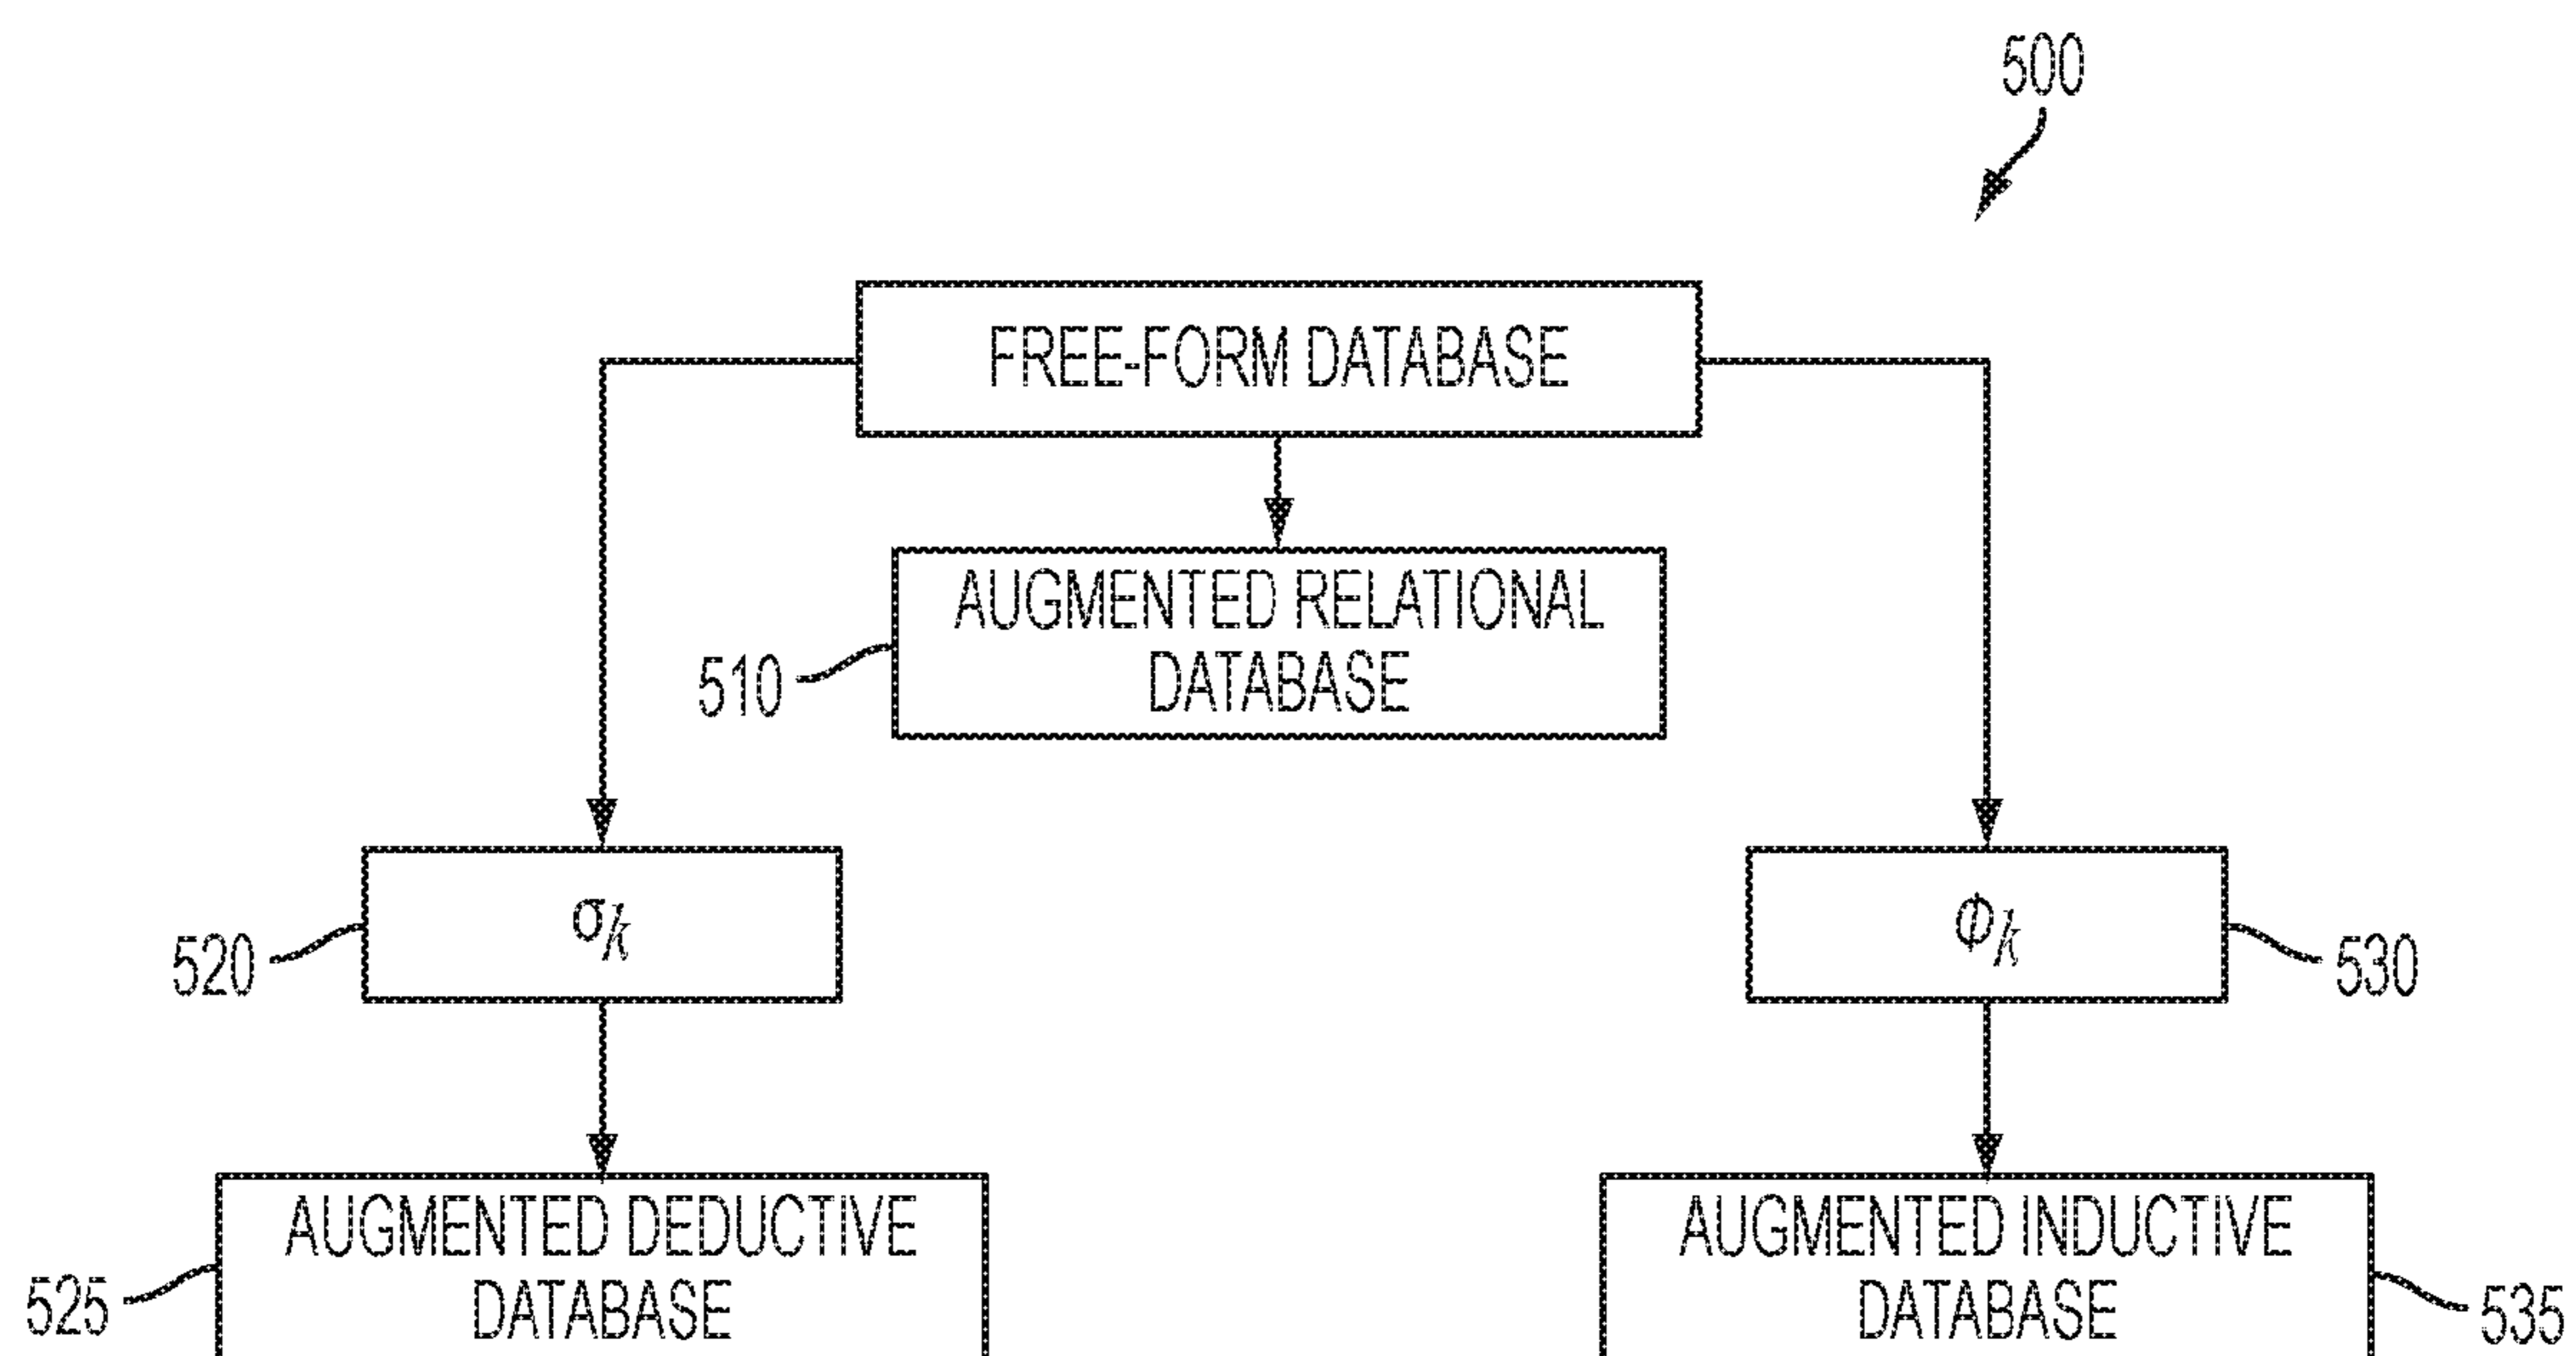 500
FREE-FORM DATABASE
AUGMENTED RELATIONAL
DATABASE
510
σk
ϕk
520
530
AUGMENTED DEDUCTIVE
DATABASE
AUGMENTED INDUCTIVE
DATABASE
525
535